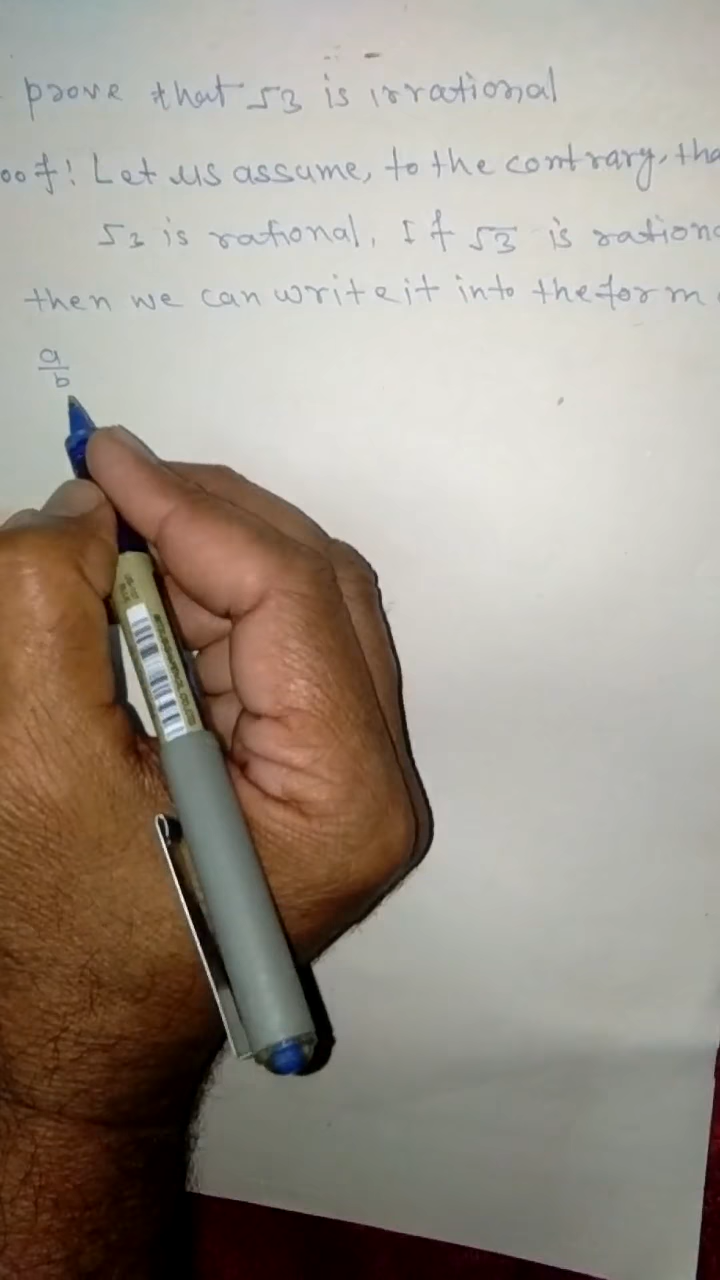 prove that √3 is irrational
oof! Let us assume, to the contrary, tha
√3 is rational. If √3 is rationa
then we can write it into the form
a/b